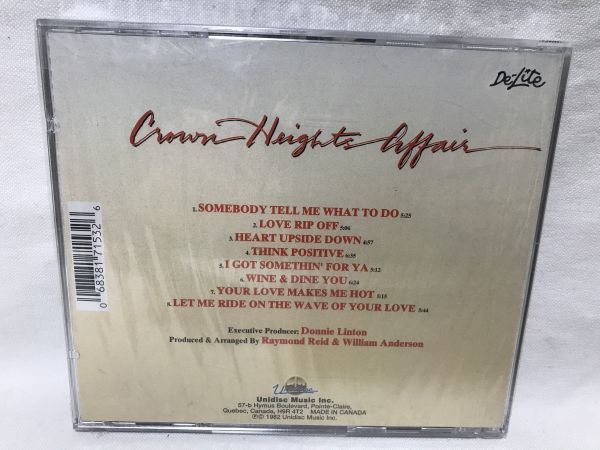 De-Lite
Crown Heights Affair
1. SOMEBODY TELL ME WHAT TO DO 5:25
2. LOVE RIP OFF 5:06
3. HEART UPSIDE DOWN 4:57
4. THINK POSITIVE 6:35
5. I GOT SOMETHIN' FOR YA 5:12
6. WINE & DINE YOU 6:24
7. YOUR LOVE MAKES ME HOT 5:15
8. LET ME RIDE ON THE WAVE OF YOUR LOVE 5:44
0 68381 71532 6
Executive Producer: Donnie Linton
Produced & Arranged By Raymond Reid & William Anderson
Unidisc
Unidisc Music Inc.
57-b Hymus Boulevard, Pointe-Claire,
Quebec, Canada, H9R 4T2 MADE IN CANADA
℗© 1982 Unidisc Music Inc.